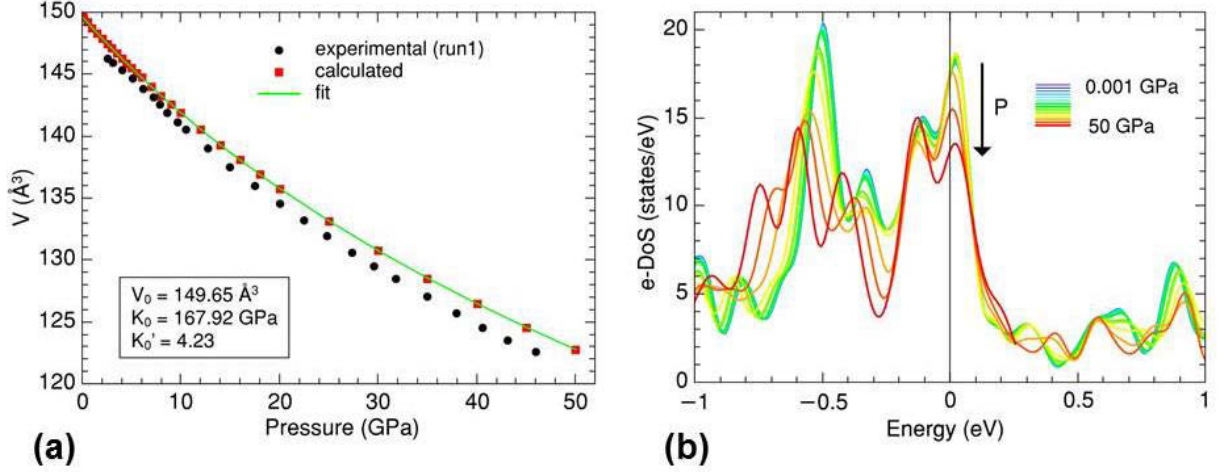 150
145
140
135
130
125
120
V (Å³)
experimental (run1)
calculated
fit
V₀ = 149.65 Å³
K₀ = 167.92 GPa
K₀' = 4.23
0 10 20 30 40 50
Pressure (GPa)
(a)
20
15
10
5
0
e-DoS (states/eV)
P
0.001 GPa
50 GPa
−1 −0.5 0 0.5 1
Energy (eV)
(b)